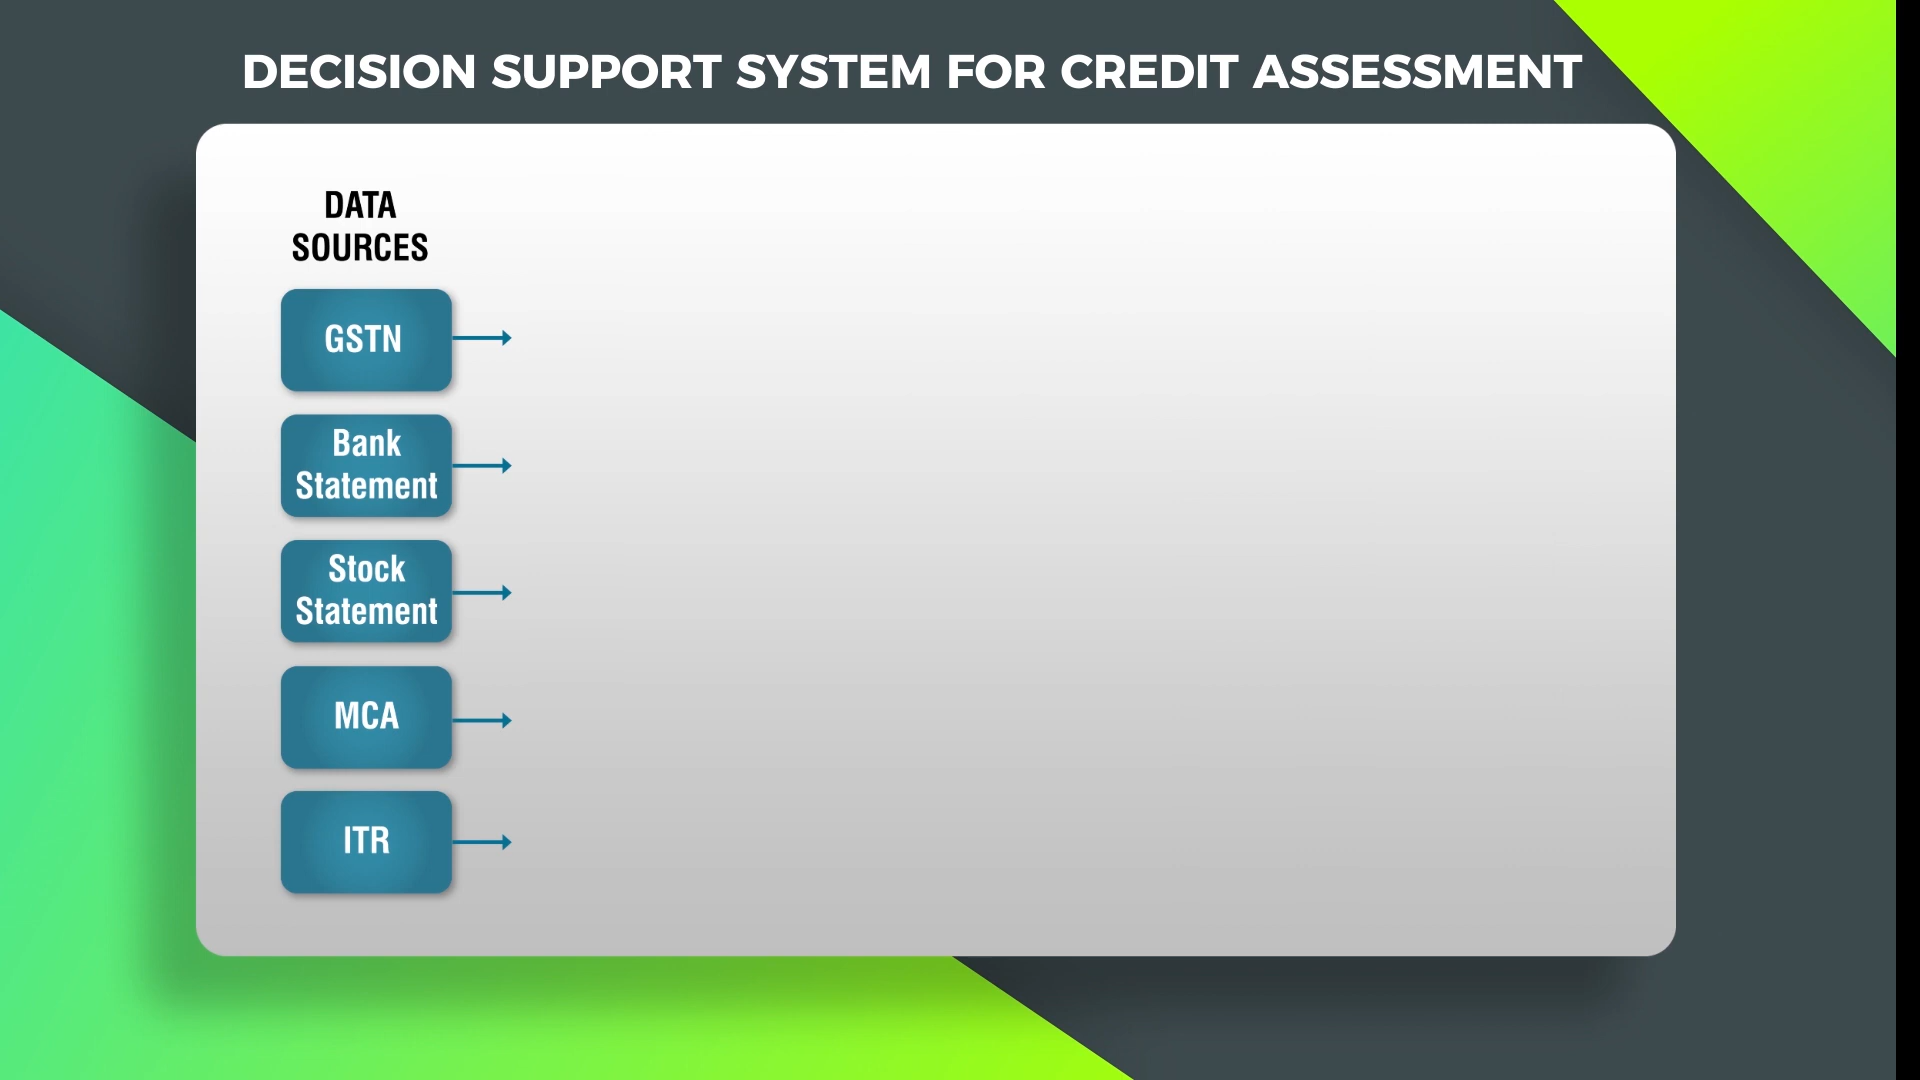 DECISION SUPPORT SYSTEM FOR CREDIT ASSESSMENT
DATA
SOURCES
GSTN
Bank
Statement
Stock
Statement
MCA
ITR